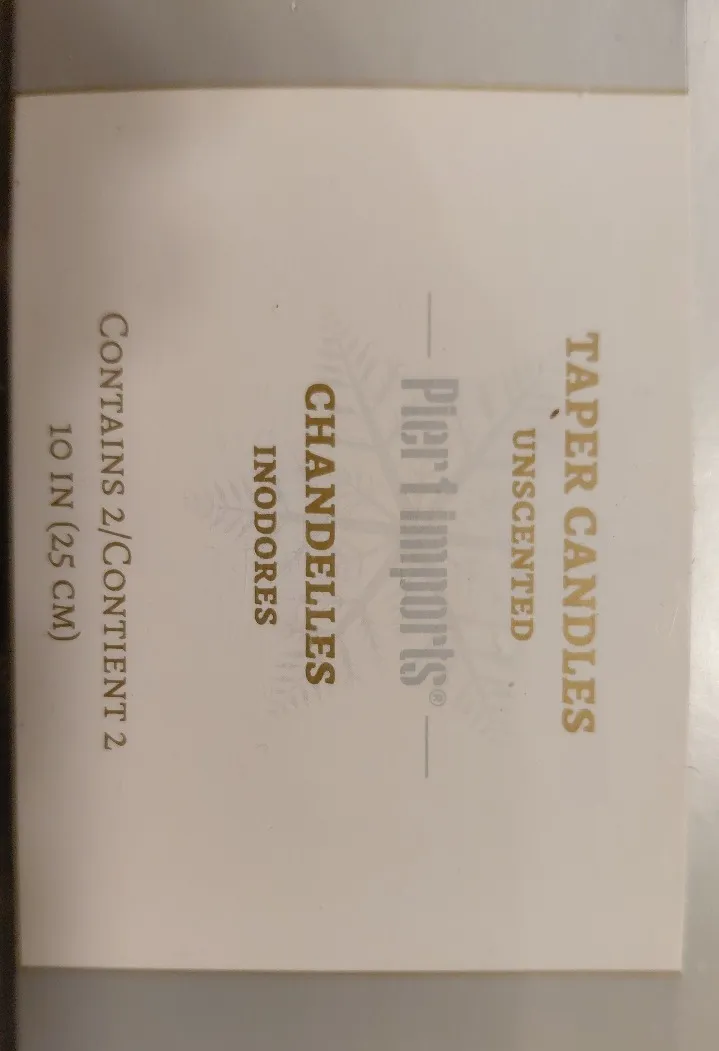 TAPER CANDLES
UNSCENTED
Pier 1 imports®
CHANDELLES
INODORES
CONTAINS 2/CONTIENT 2
10 IN (25 CM)